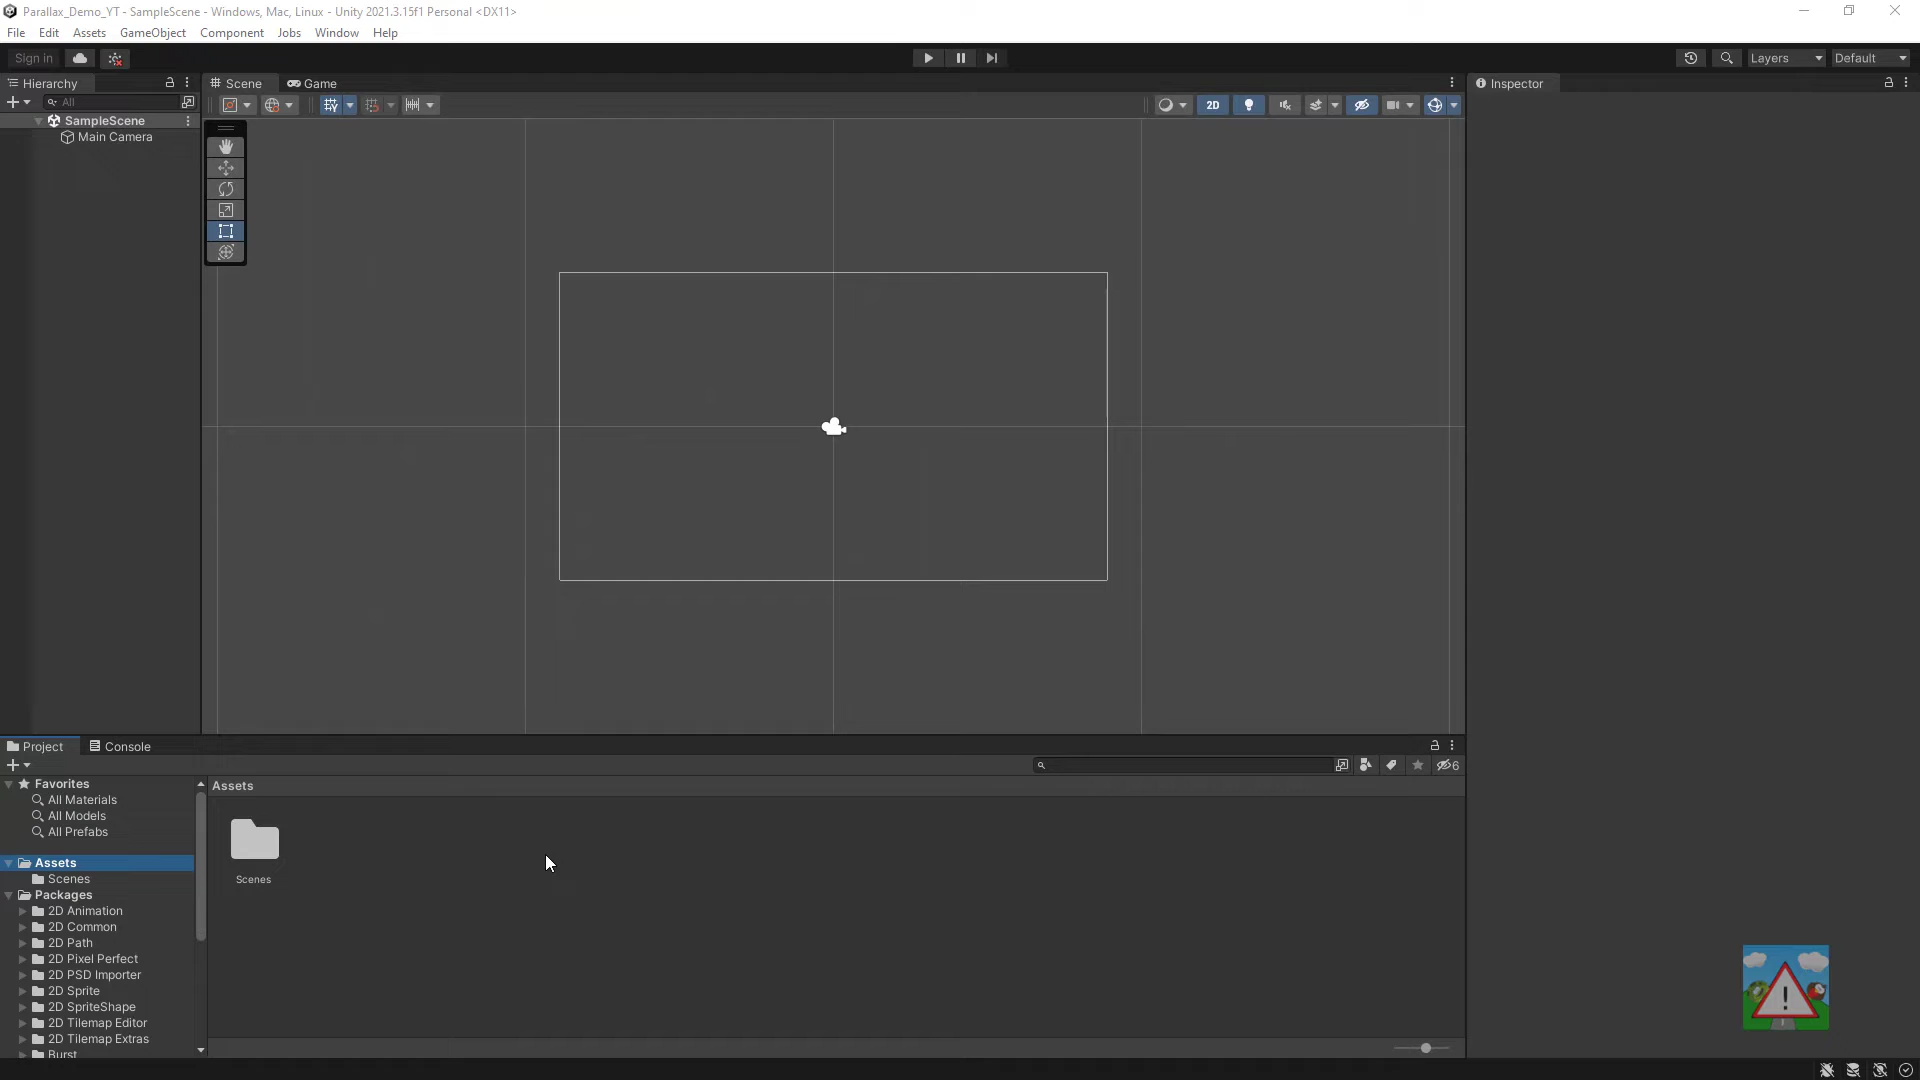 Parallax_Demo_YT - SampleScene - Windows, Mac, Linux - Unity 2021.3.15f1 Personal <DX11>
File Edit Assets GameObject Component Jobs Window Help
Sign in
Layers
Default
Hierarchy
Scene
Game
Inspector
All
2D
SampleScene
Main Camera
Project
Console
6
Favorites
All Materials
All Models
All Prefabs
Assets
Scenes
Packages
2D Animation
2D Common
2D Path
2D Pixel Perfect
2D PSD Importer
2D Sprite
2D SpriteShape
2D Tilemap Editor
2D Tilemap Extras
Burst
Assets
Scenes
!